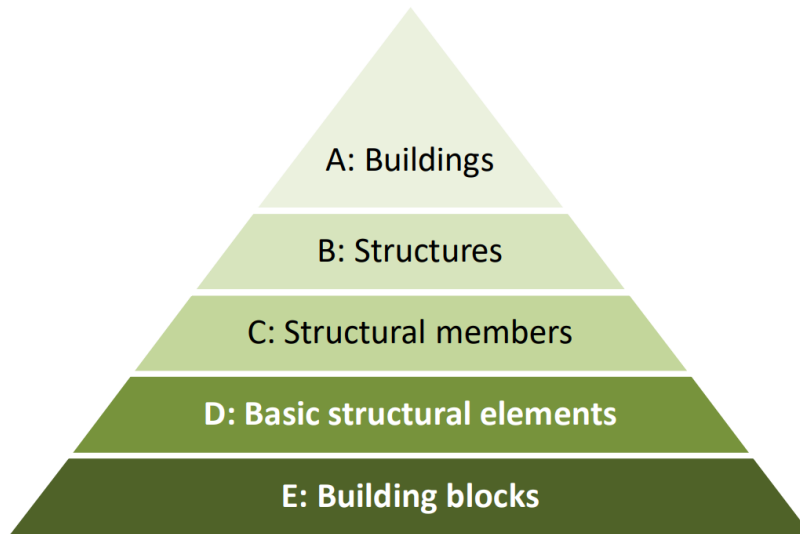 A: Buildings
B: Structures
C: Structural members
D: Basic structural elements
E: Building blocks